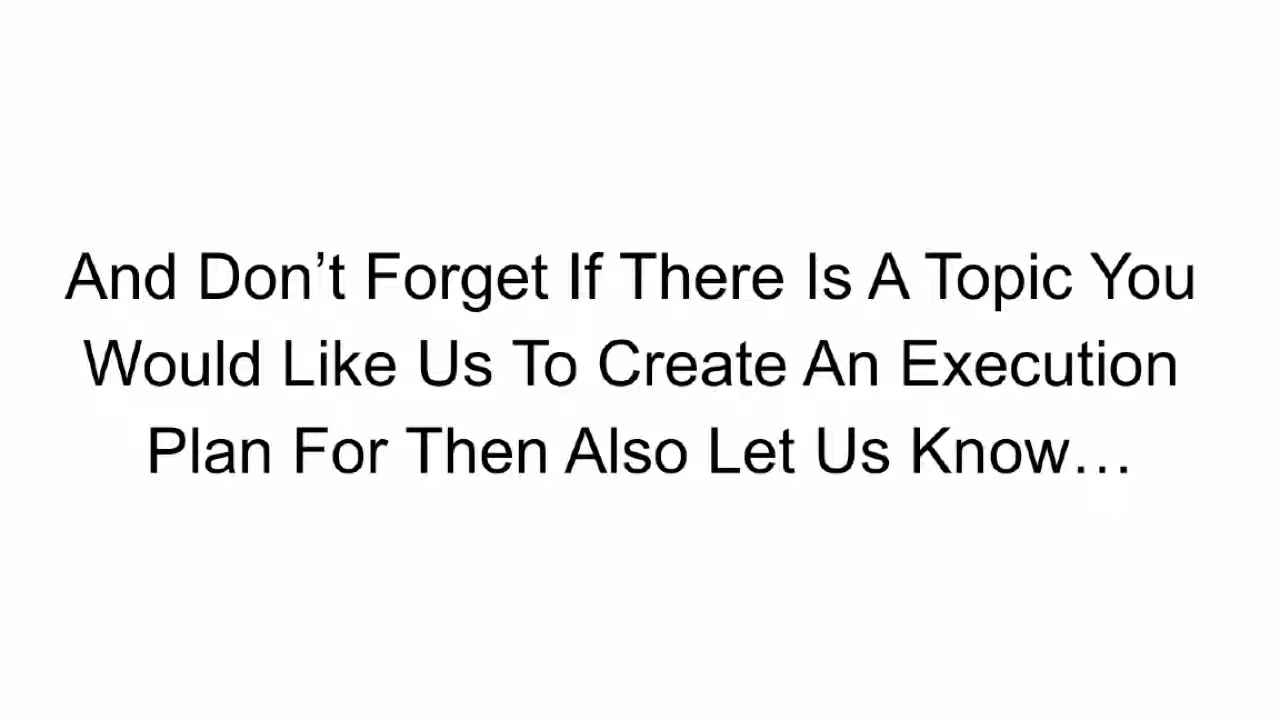 And Don’t Forget If There Is A Topic You
Would Like Us To Create An Execution
Plan For Then Also Let Us Know…